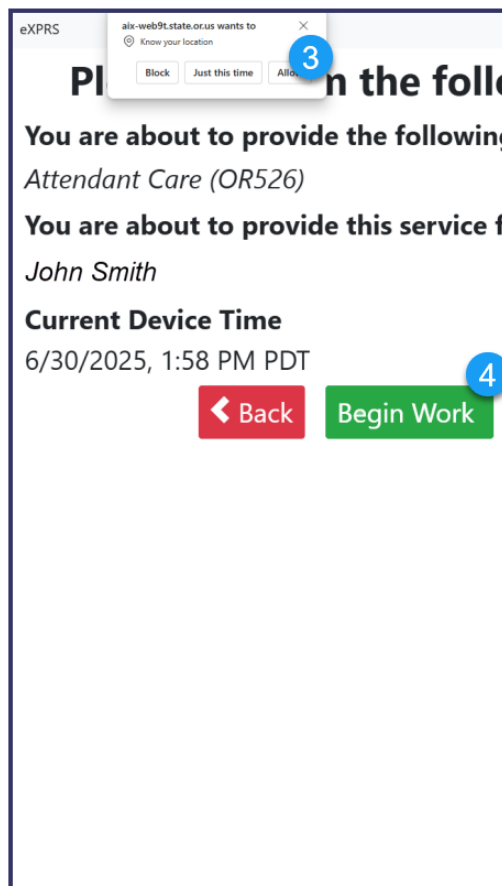 eXPRS
aix-web9t.state.or.us wants to
Know your location
Block Just this time
3
the follo
You are about to provide the following
Attendant Care (OR526)
You are about to provide this service f
John Smith
Current Device Time
6/30/2025, 1:58 PM PDT
4
Back Begin Work